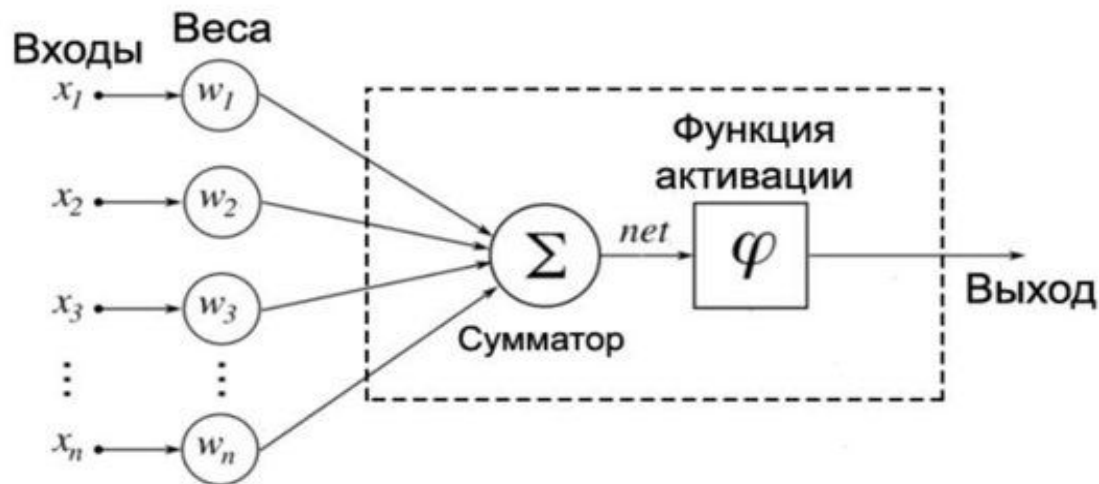 Входы
Веса
x₁
w₁
x₂
w₂
x₃
w₃
⋮
⋮
xₙ
wₙ
Σ
Сумматор
net
Функция
активации
φ
Выход